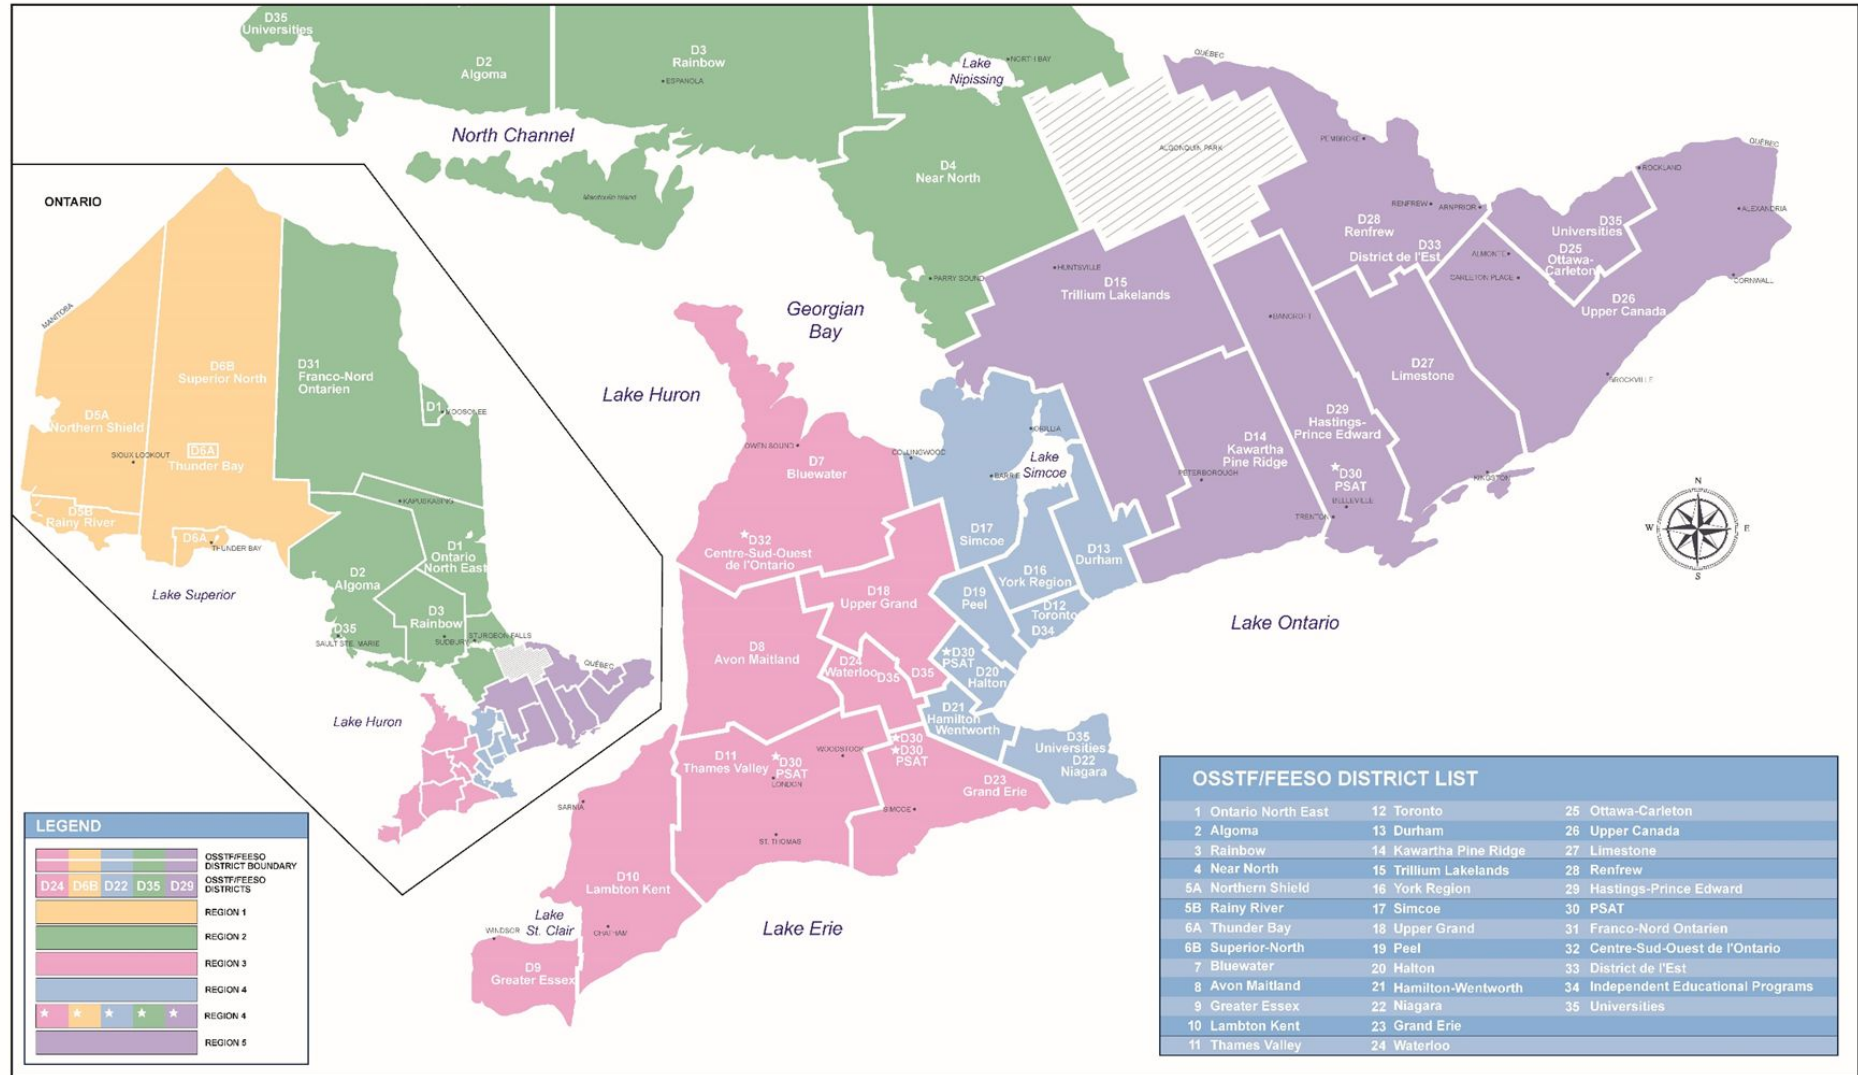 D35
Universities
D2
Algoma
D3
Rainbow
ESPANOLA
Lake
Nipissing
NORTH BAY
QUÉBEC
North Channel
Manitoulin Island
D4
Near North
ALGONQUIN PARK
PEMBROKE
QUÉBEC
ROCKLAND
RENFREW
ARNPRIOR
ALEXANDRIA
D28
Renfrew
D33
District de l'Est
D35
Universities
D25
Ottawa-
Carleton
ALMONTE
CARLETON PLACE
CORNWALL
D26
Upper Canada
PARRY SOUND
HUNTSVILLE
D15
Trillium Lakelands
BANCROFT
Georgian
Bay
Lake Huron
D27
Limestone
BROCKVILLE
D29
Hastings-
Prince Edward
D14
Kawartha
Pine Ridge
PETERBOROUGH
D30
PSAT
BELLEVILLE
TRENTON
KINGSTON
ORILLIA
Lake
Simcoe
COLLINGWOOD
BARRIE
OWEN SOUND
D7
Bluewater
D17
Simcoe
D32
Centre-Sud-Ouest
de l'Ontario
D13
Durham
D16
York Region
D18
Upper Grand
D19
Peel
D12
Toronto
D34
Lake Ontario
D8
Avon Maitland
D24
Waterloo
D35
D35
D30
PSAT
D20
Halton
D21
Hamilton
Wentworth
D35
Universities
D22
Niagara
D11
Thames Valley
D30
PSAT
LONDON
WOODSTOCK
D30
D30
PSAT
D23
Grand Erie
SIMCOE
ST. THOMAS
SARNIA
D10
Lambton Kent
CHATHAM
Lake
St. Clair
WINDSOR
D9
Greater Essex
Lake Erie
N
W
E
S
ONTARIO
MANITOBA
D6B
Superior North
D31
Franco-Nord
Ontarien
D5A
Northern Shield
SIOUX LOOKOUT
D6A
Thunder Bay
D1
MOOSONEE
KAPUSKASING
D5B
Rainy River
D6A
THUNDER BAY
D1
Ontario
North East
D2
Algoma
Lake Superior
D3
Rainbow
D35
SAULT STE. MARIE
SUDBURY
STURGEON FALLS
QUÉBEC
Lake Huron
LEGEND
OSSTF/FEESO
DISTRICT BOUNDARY
D24 D6B D22 D35 D29
OSSTF/FEESO
DISTRICTS
REGION 1
REGION 2
REGION 3
REGION 4
REGION 4
REGION 5
OSSTF/FEESO DISTRICT LIST
1 Ontario North East
2 Algoma
3 Rainbow
4 Near North
5A Northern Shield
5B Rainy River
6A Thunder Bay
6B Superior-North
7 Bluewater
8 Avon Maitland
9 Greater Essex
10 Lambton Kent
11 Thames Valley
12 Toronto
13 Durham
14 Kawartha Pine Ridge
15 Trillium Lakelands
16 York Region
17 Simcoe
18 Upper Grand
19 Peel
20 Halton
21 Hamilton-Wentworth
22 Niagara
23 Grand Erie
24 Waterloo
25 Ottawa-Carleton
26 Upper Canada
27 Limestone
28 Renfrew
29 Hastings-Prince Edward
30 PSAT
31 Franco-Nord Ontarien
32 Centre-Sud-Ouest de l'Ontario
33 District de l'Est
34 Independent Educational Programs
35 Universities